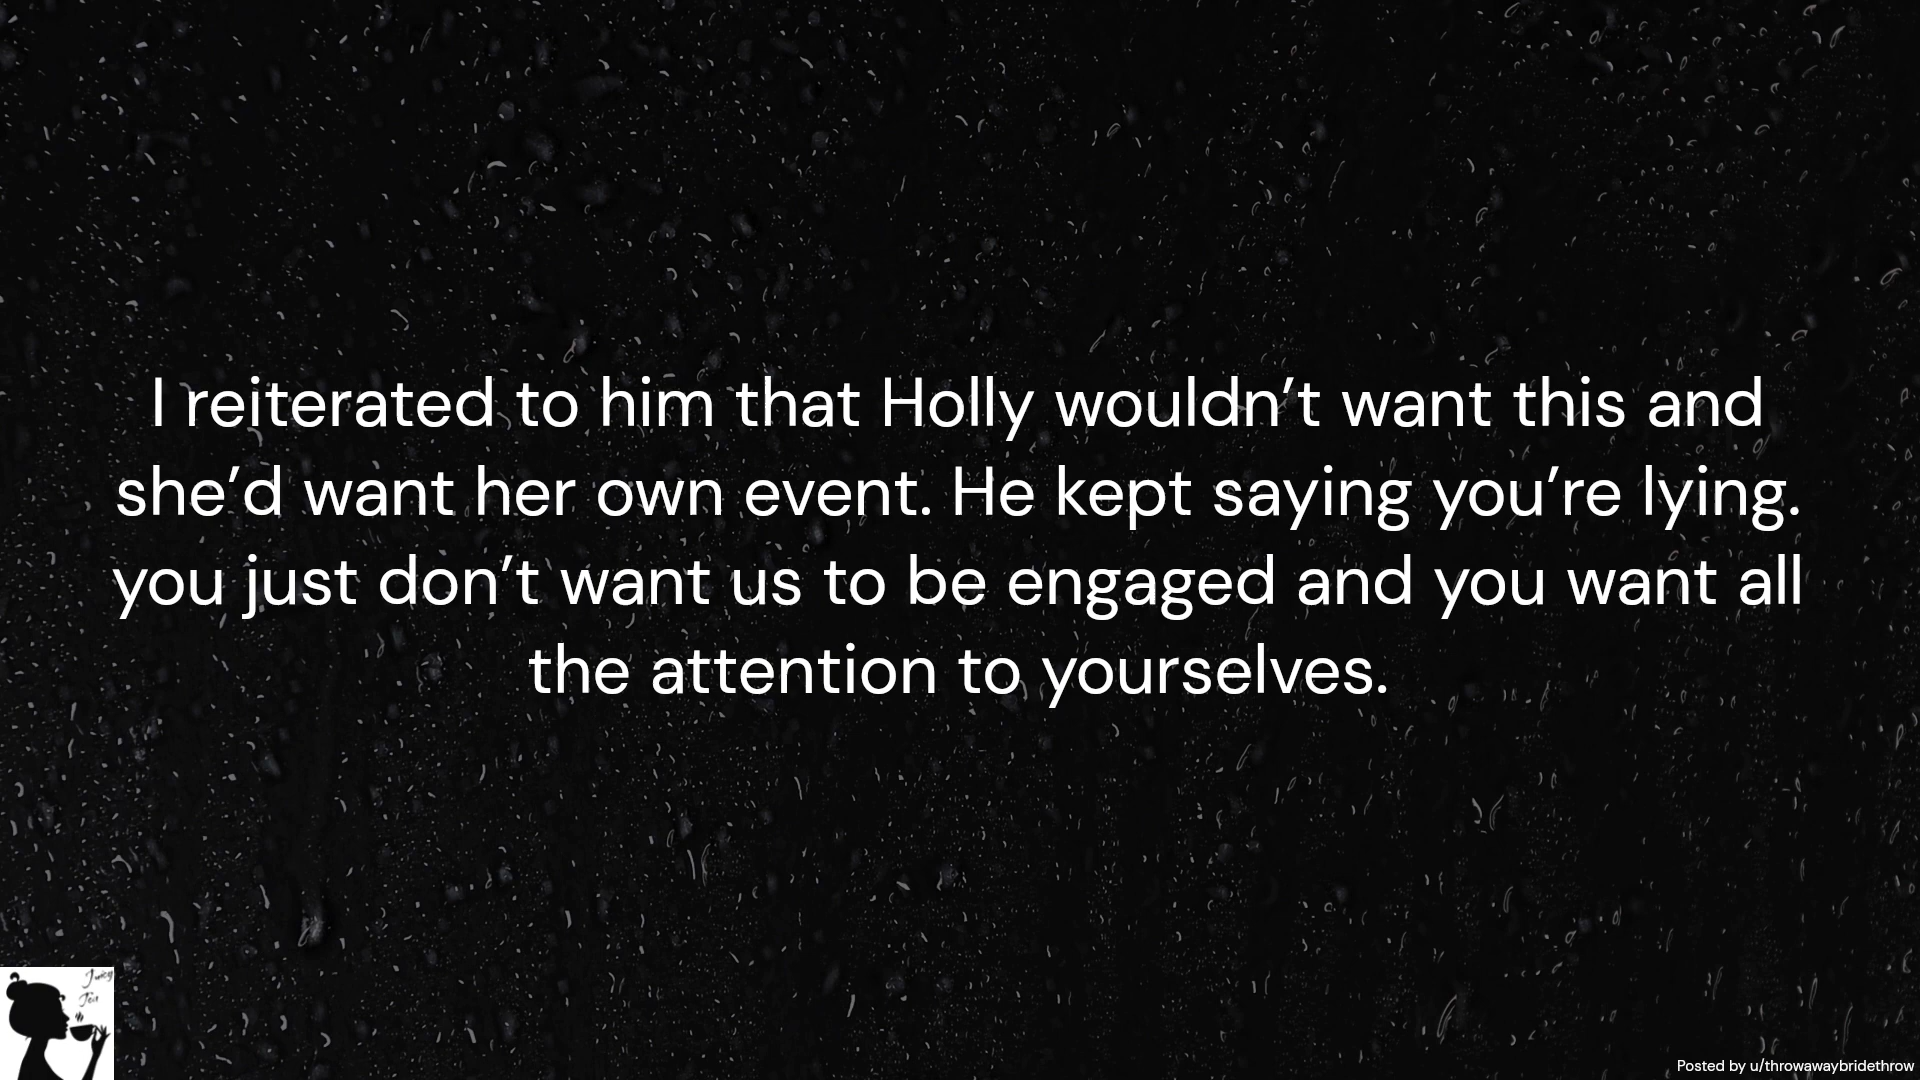 I reiterated to him that Holly wouldn’t want this and
she’d want her own event. He kept saying you’re lying.
you just don’t want us to be engaged and you want all
the attention to yourselves.
Juicy
Tea
Posted by u/throwawaybridethrow